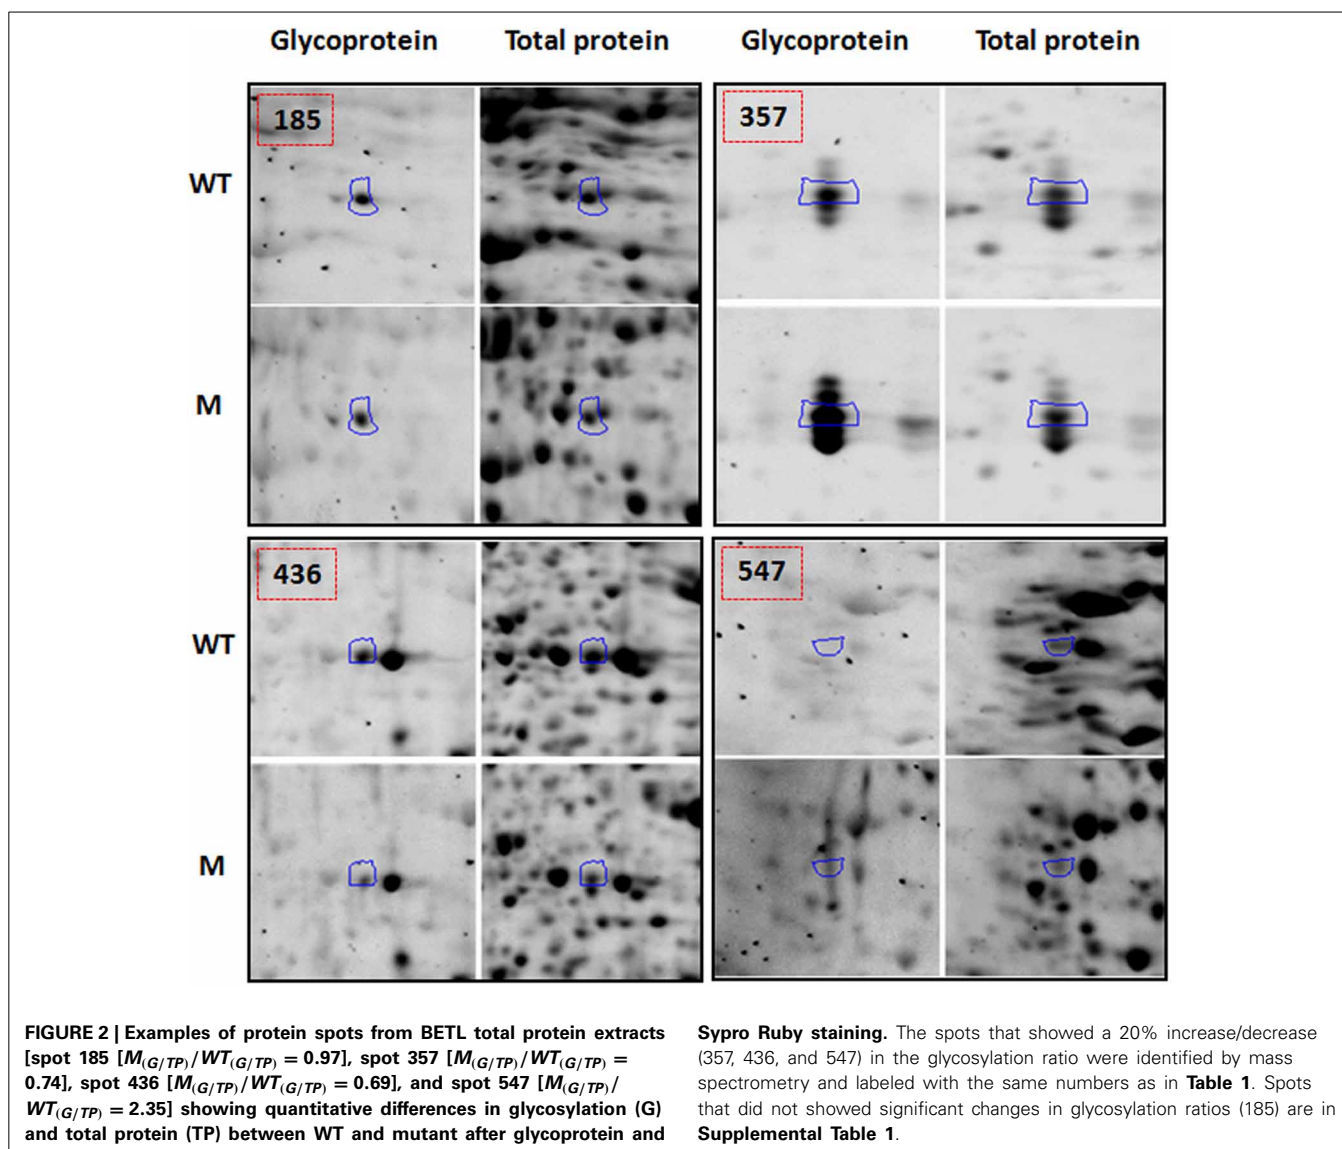 Glycoprotein Total protein Glycoprotein Total protein
185
357
WT
M
436
547
WT
M
FIGURE 2 | Examples of protein spots from BETL total protein extracts
[spot 185 [M(G/TP)/WT(G/TP) = 0.97], spot 357 [M(G/TP)/WT(G/TP) =
0.74], spot 436 [M(G/TP)/WT(G/TP) = 0.69], and spot 547 [M(G/TP)/
WT(G/TP) = 2.35] showing quantitative differences in glycosylation (G)
and total protein (TP) between WT and mutant after glycoprotein and
Sypro Ruby staining. The spots that showed a 20% increase/decrease
(357, 436, and 547) in the glycosylation ratio were identified by mass
spectrometry and labeled with the same numbers as in Table 1. Spots
that did not showed significant changes in glycosylation ratios (185) are in
Supplemental Table 1.